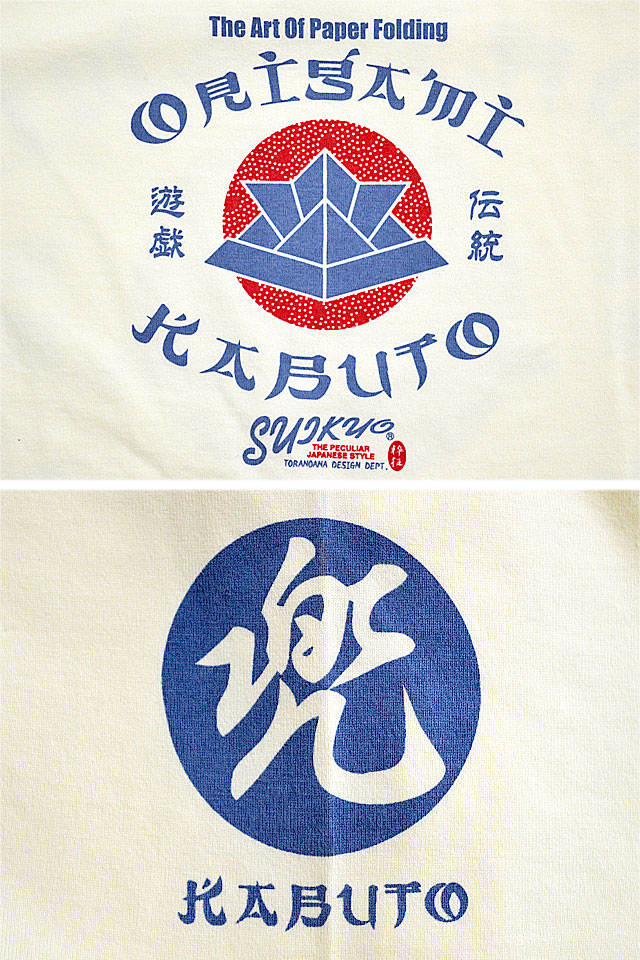 The Art Of Paper Folding
ORIGAMI
遊戯
伝統
KABUTO
SUIKYO®
THE PECULIAR
JAPANESE STYLE
TORANOANA DESIGN DEPT.
兜
KABUTO